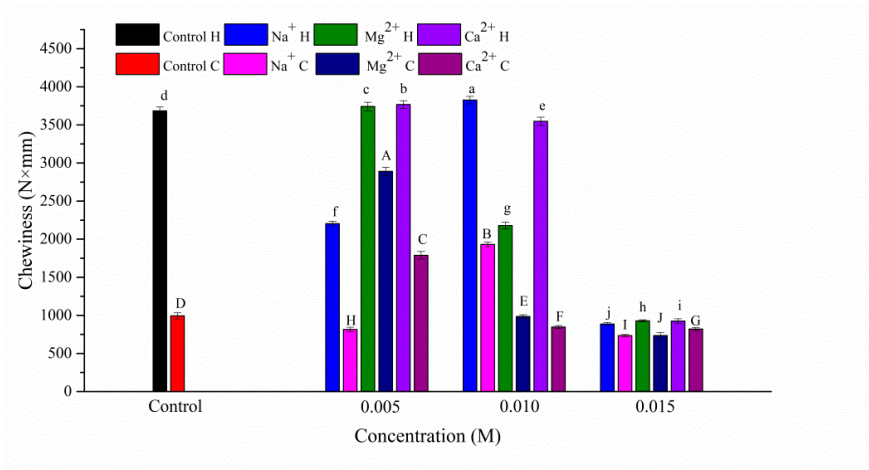 Control H Na+ H Mg2+ H Ca2+ H
Control C Na+ C Mg2+ C Ca2+ C
4500
4000
3500
3000
2500
2000
1500
1000
500
0
Chewiness (N×mm)
d
D
f
H
c
A
b
C
a
B
g
E
e
F
j
I
h
J
i
G
Control 0.005 0.010 0.015
Concentration (M)